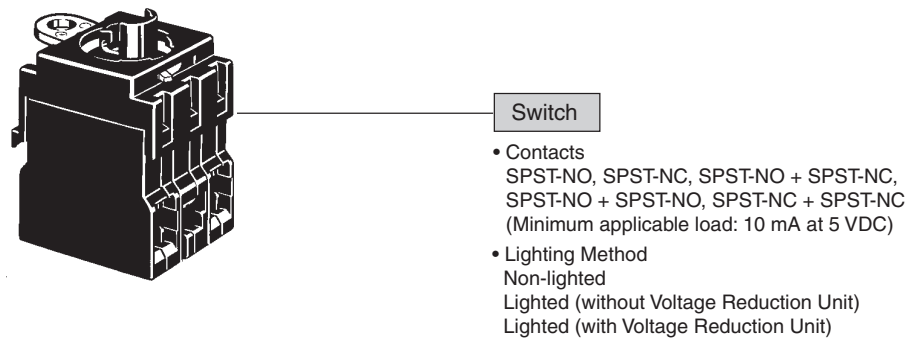 Switch
• Contacts
SPST-NO, SPST-NC, SPST-NO + SPST-NC,
SPST-NO + SPST-NO, SPST-NC + SPST-NC
(Minimum applicable load: 10 mA at 5 VDC)
• Lighting Method
Non-lighted
Lighted (without Voltage Reduction Unit)
Lighted (with Voltage Reduction Unit)